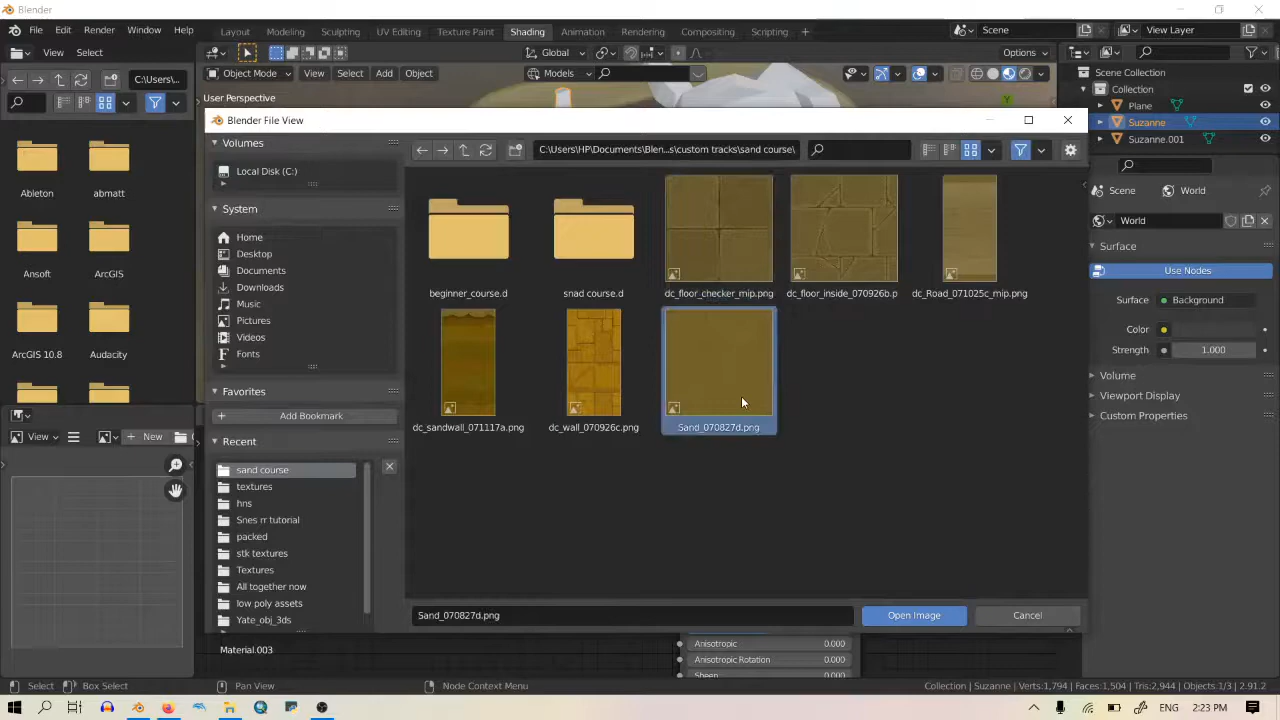 Blender
File Edit Render Window Help Layout Modeling Sculpting UV Editing Texture Paint Shading Animation Rendering Compositing Scripting Scene View Layer
View Select Global Options
C:\Users\... Object Mode View Select Add Object Models
User Perspective Scene Collection
Collection
Plane
Suzanne
Suzanne.001
Blender File View
Volumes
Local Disk (C:)
C:\Users\HP\Documents\Blen...s\custom tracks\sand course\
System
Home
Desktop
Documents
Downloads
Music
Pictures
Videos
Fonts
Favorites
Add Bookmark
Recent
sand course
textures
hns
Snes rr tutorial
packed
stk textures
Textures
All together now
low poly assets
Yate_obj_3ds
beginner_course.d snad course.d dc_floor_checker_mip.png dc_floor_inside_070926b.p dc_Road_071025c_mip.png
dc_sandwall_071117a.png dc_wall_070926c.png Sand_070827d.png
Sand_070827d.png Open Image Cancel
Ableton abmatt
Ansoft ArcGIS
ArcGIS 10.8 Audacity
View New
Scene World
World
Surface
Use Nodes
Surface Background
Color
Strength 1.000
Volume
Viewport Display
Custom Properties
Material.003
Anisotropic 0.000
Anisotropic Rotation 0.000
Sheen 0.000
Select Box Select Pan View Node Context Menu Collection | Suzanne | Verts:1,794 | Faces:1,504 | Tris:2,944 | Objects:1/3 | 2.91.2
ENG 2:23 PM